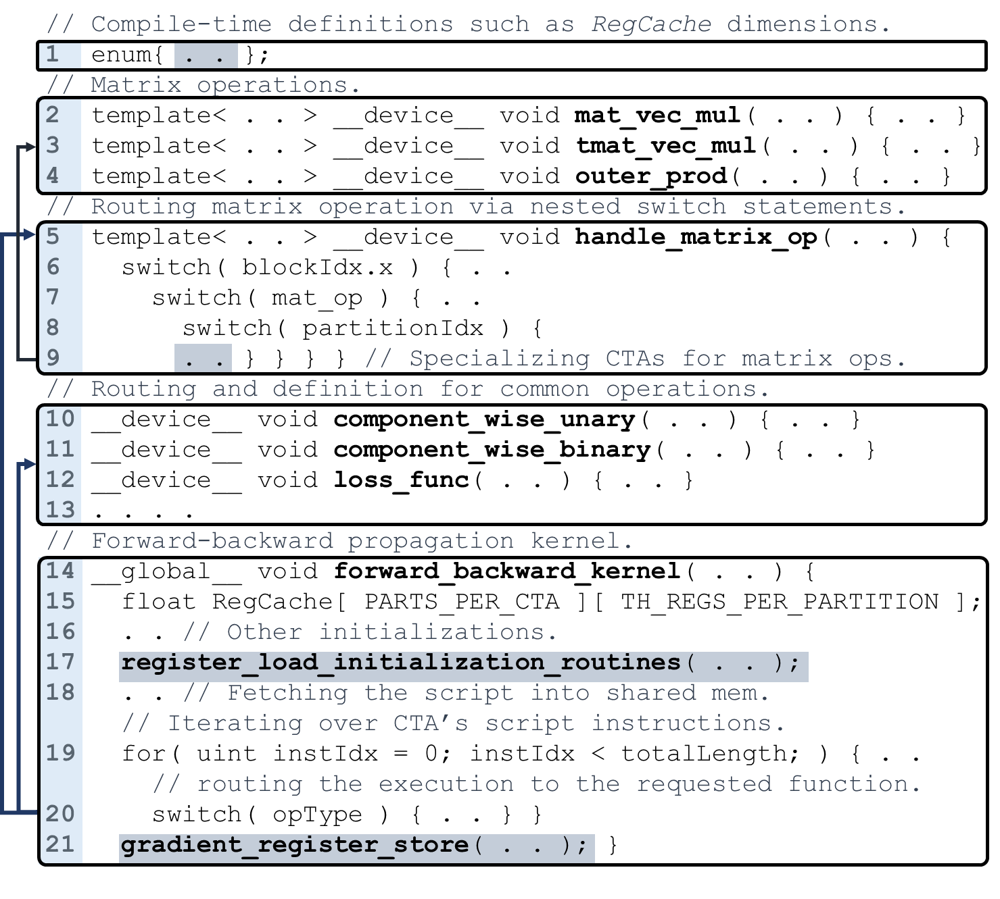 // Compile-time definitions such as RegCache dimensions.
1 enum{ . . };
// Matrix operations.
2 template< . . > __device__ void mat_vec_mul( . . ) { . . }
3 template< . . > __device__ void tmat_vec_mul( . . ) { . . }
4 template< . . > __device__ void outer_prod( . . ) { . . }
// Routing matrix operation via nested switch statements.
5 template< . . > __device__ void handle_matrix_op( . . ) {
6 switch( blockIdx.x ) { . .
7 switch( mat_op ) { . .
8 switch( partitionIdx ) {
9 . . } } } } // Specializing CTAs for matrix ops.
// Routing and definition for common operations.
10 __device__ void component_wise_unary( . . ) { . . }
11 __device__ void component_wise_binary( . . ) { . . }
12 __device__ void loss_func( . . ) { . . }
13 . . . .
// Forward-backward propagation kernel.
14 __global__ void forward_backward_kernel( . . ) {
15 float RegCache[ PARTS_PER_CTA ][ TH_REGS_PER_PARTITION ];
16 . . // Other initializations.
17 register_load_initialization_routines( . . );
18 . . // Fetching the script into shared mem.
// Iterating over CTA’s script instructions.
19 for( uint instIdx = 0; instIdx < totalLength; ) { . .
// routing the execution to the requested function.
20 switch( opType ) { . . } }
21 gradient_register_store( . . ); }